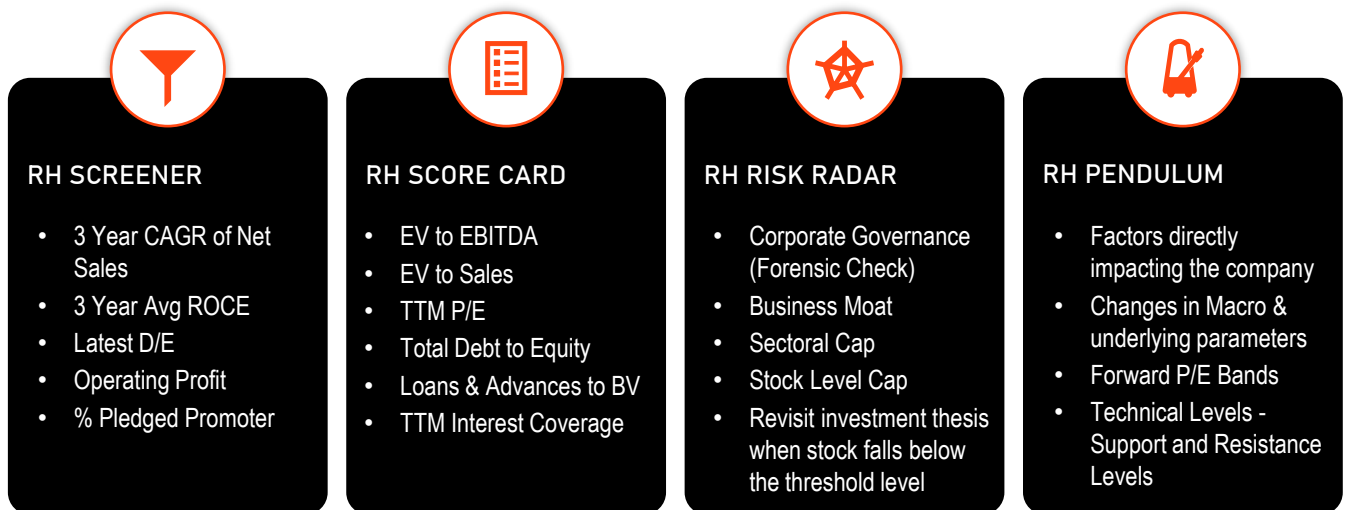 RH SCREENER
• 3 Year CAGR of Net
Sales
• 3 Year Avg ROCE
• Latest D/E
• Operating Profit
• % Pledged Promoter
RH SCORE CARD
• EV to EBITDA
• EV to Sales
• TTM P/E
• Total Debt to Equity
• Loans & Advances to BV
• TTM Interest Coverage
RH RISK RADAR
• Corporate Governance
(Forensic Check)
• Business Moat
• Sectoral Cap
• Stock Level Cap
• Revisit investment thesis
when stock falls below
the threshold level
RH PENDULUM
• Factors directly
impacting the company
• Changes in Macro &
underlying parameters
• Forward P/E Bands
• Technical Levels -
Support and Resistance
Levels